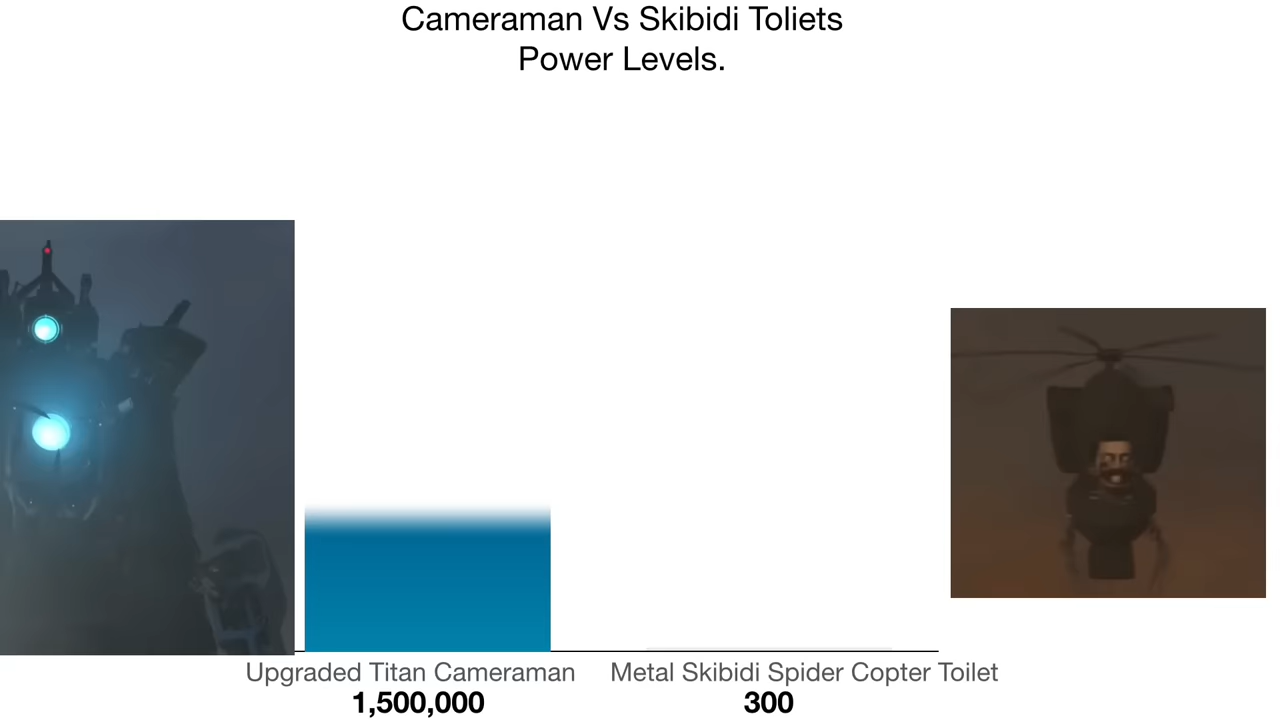 Cameraman Vs Skibidi Toliets
Power Levels.
Upgraded Titan Cameraman
1,500,000
Metal Skibidi Spider Copter Toilet
300